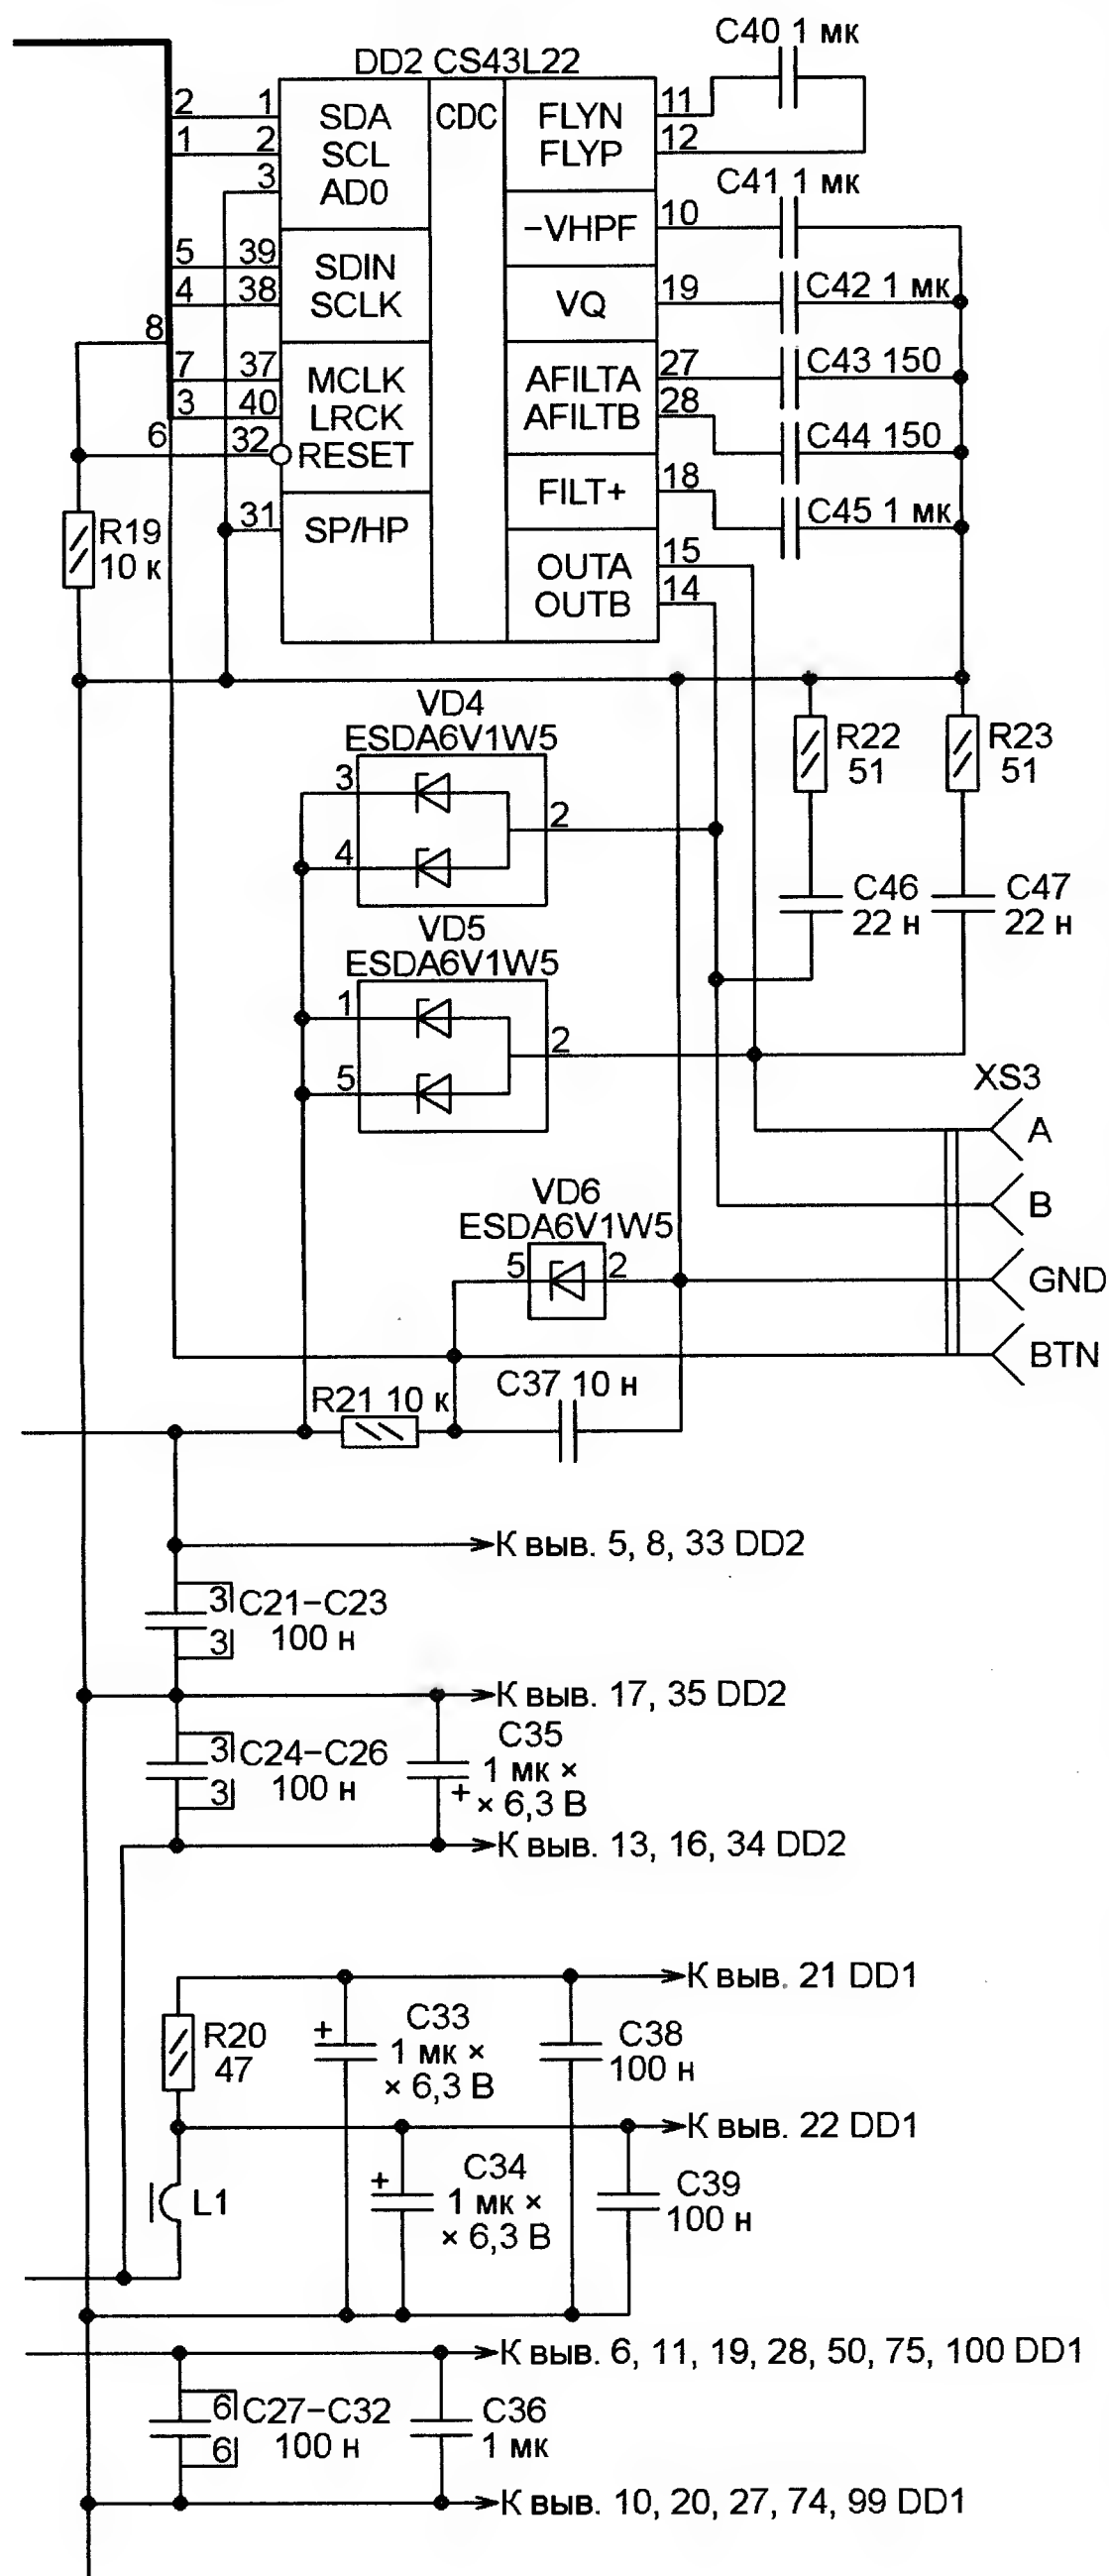 C40 1 мк
DD2 CS43L22
2 1 SDA CDC FLYN 11
1 2 SCL FLYP 12
3 AD0
C41 1 мк
-VHPF 10
5 39 SDIN
4 38 SCLK
VQ 19 C42 1 мк
8
7 37 MCLK
3 40 LRCK
6 32 RESET
AFILTA 27 C43 150
AFILTB 28
C44 150
FILT+ 18
C45 1 мк
31 SP/HP
R19
10 к
OUTA 15
OUTB 14
VD4
ESDA6V1W5
3
4
2
R22
51
R23
51
C46
22 н
C47
22 н
VD5
ESDA6V1W5
1
5
2
XS3
A
B
VD6
ESDA6V1W5
5 2
GND
BTN
R21 10 к
C37 10 н
К выв. 5, 8, 33 DD2
3 C21–C23
3 100 н
К выв. 17, 35 DD2
3 C24–C26
3 100 н
C35
1 мк ×
+ × 6,3 В
К выв. 13, 16, 34 DD2
К выв. 21 DD1
R20
47
+ C33
1 мк ×
× 6,3 В
C38
100 н
К выв. 22 DD1
L1
+ C34
1 мк ×
× 6,3 В
C39
100 н
К выв. 6, 11, 19, 28, 50, 75, 100 DD1
6 C27–C32
6 100 н
C36
1 мк
К выв. 10, 20, 27, 74, 99 DD1